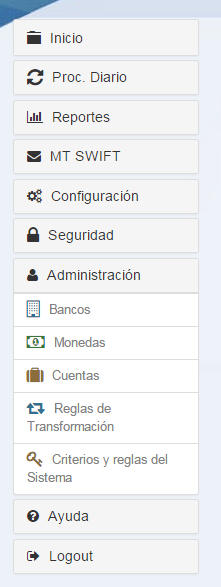 Inicio
Proc. Diario
Reportes
MT SWIFT
Configuración
Seguridad
Administración
Bancos
Monedas
Cuentas
Reglas de
Transformación
Criterios y reglas del
Sistema
Ayuda
Logout